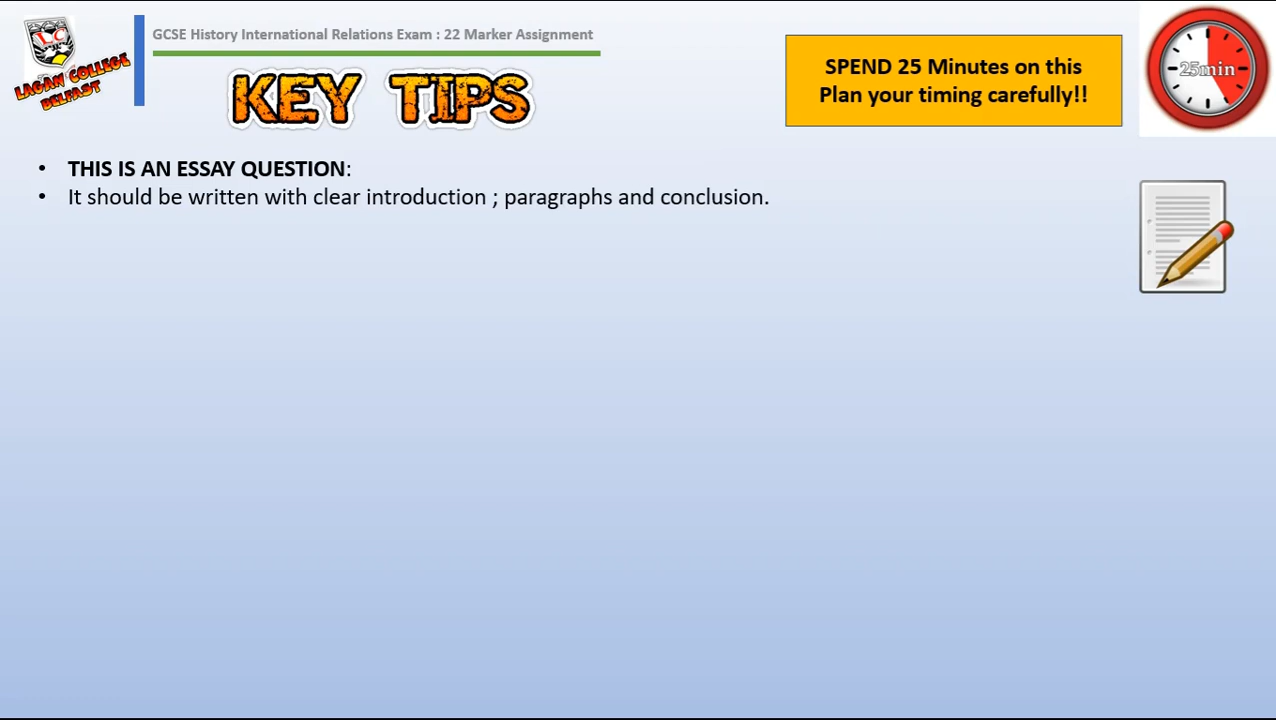 LC
LAGAN COLLEGE
BELFAST
GCSE History International Relations Exam : 22 Marker Assignment
KEY TIPS
SPEND 25 Minutes on this
Plan your timing carefully!!
25min
• THIS IS AN ESSAY QUESTION:
• It should be written with clear introduction ; paragraphs and conclusion.